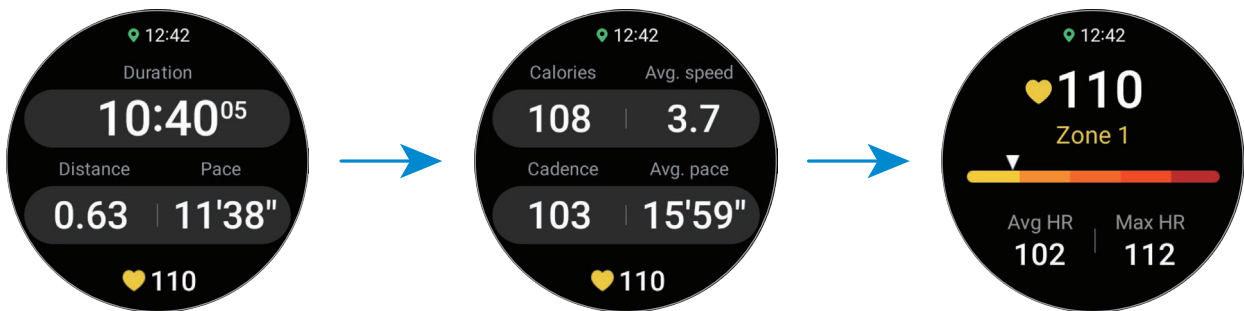 12:42
Duration
10:40 05
Distance Pace
0.63 11'38"
110
12:42
Calories Avg. speed
108 3.7
Cadence Avg. pace
103 15'59"
110
12:42
110
Zone 1
Avg HR Max HR
102 112